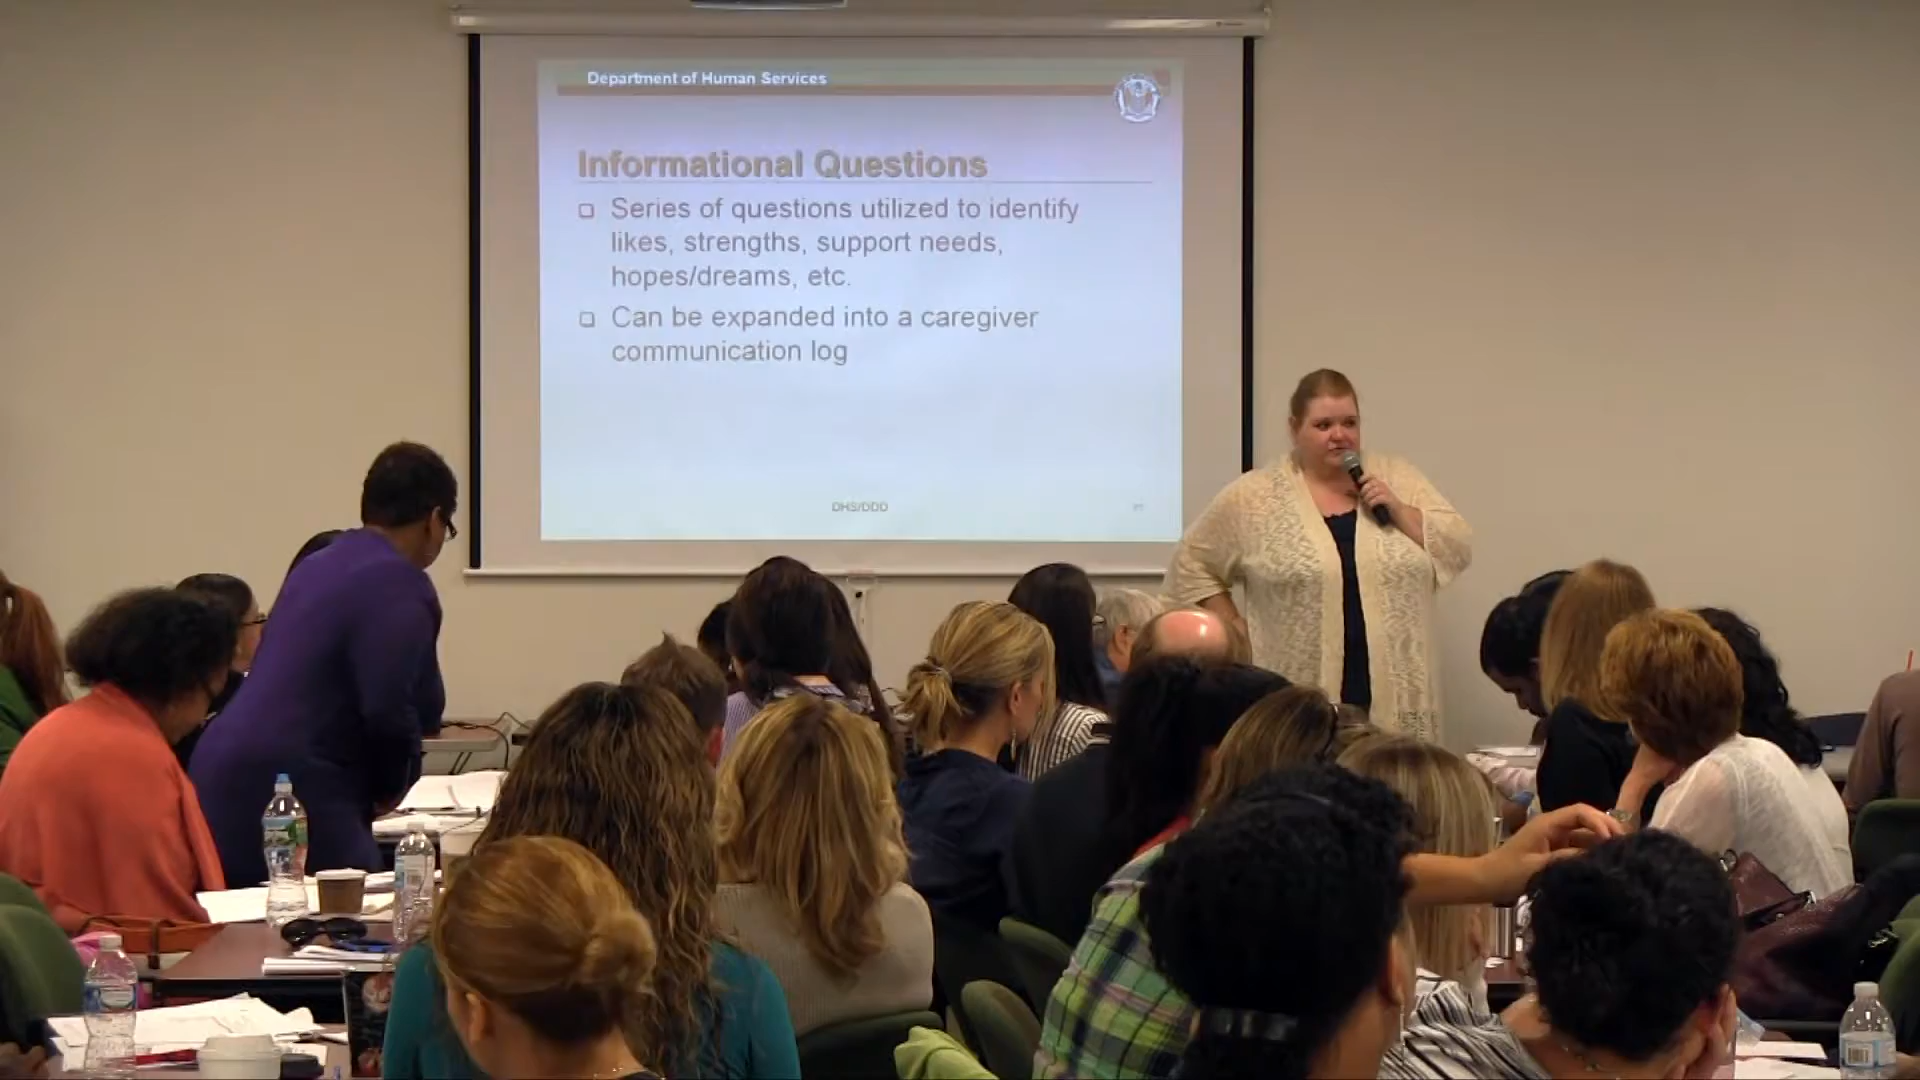 Department of Human Services
Informational Questions
Series of questions utilized to identify
likes, strengths, support needs,
hopes/dreams, etc.
Can be expanded into a caregiver
communication log
DHS/DDD